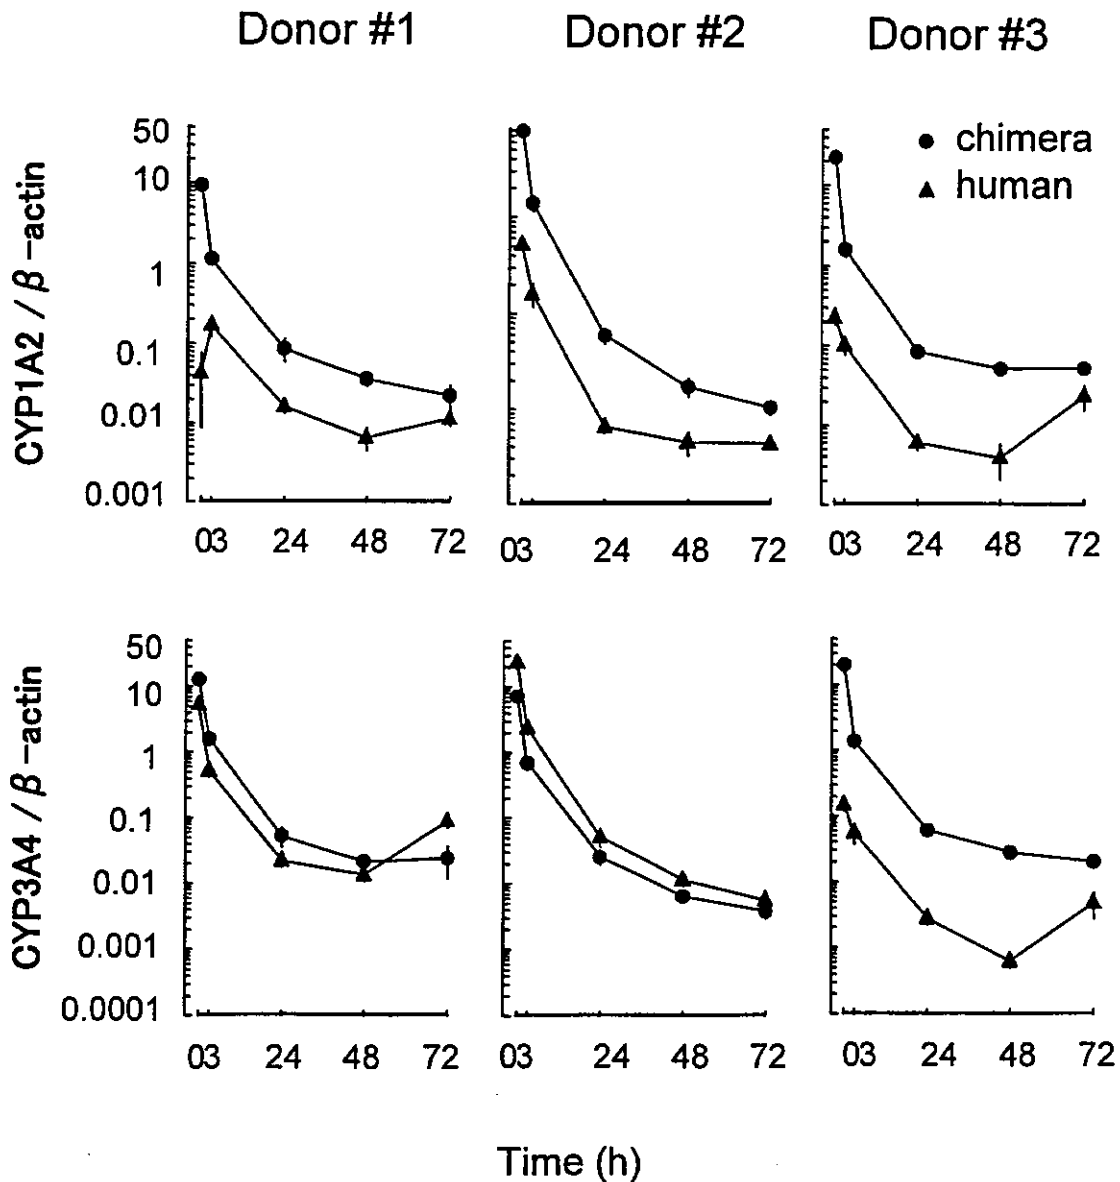 Donor #1 Donor #2 Donor #3
● chimera
▲ human
CYP1A2 / β -actin
50
10
1
0.1
0.01
0.001
03 24 48 72
03 24 48 72
03 24 48 72
CYP3A4 / β -actin
50
10
1
0.1
0.01
0.001
0.0001
03 24 48 72
03 24 48 72
03 24 48 72
Time (h)